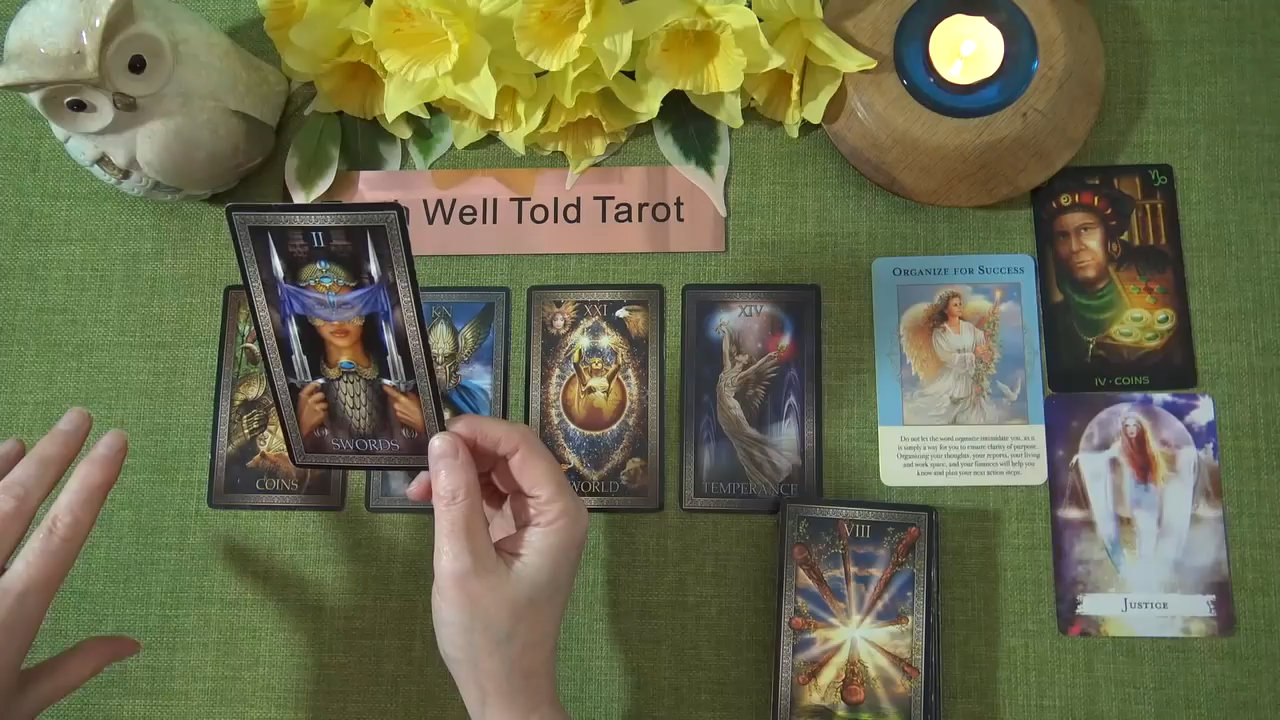 Well Told Tarot
II
SWORDS
COINS
KN
XXI
WORLD
XIV
TEMPERANCE
VIII
ORGANIZE FOR SUCCESS
Do not let the word organize intimidate you, as it
is simply a way for you to ensure clarity of purpose.
Organizing your thoughts, your reports, your living
and work space, and your finances will help you
know and plan your next action steps.
IV · COINS
JUSTICE